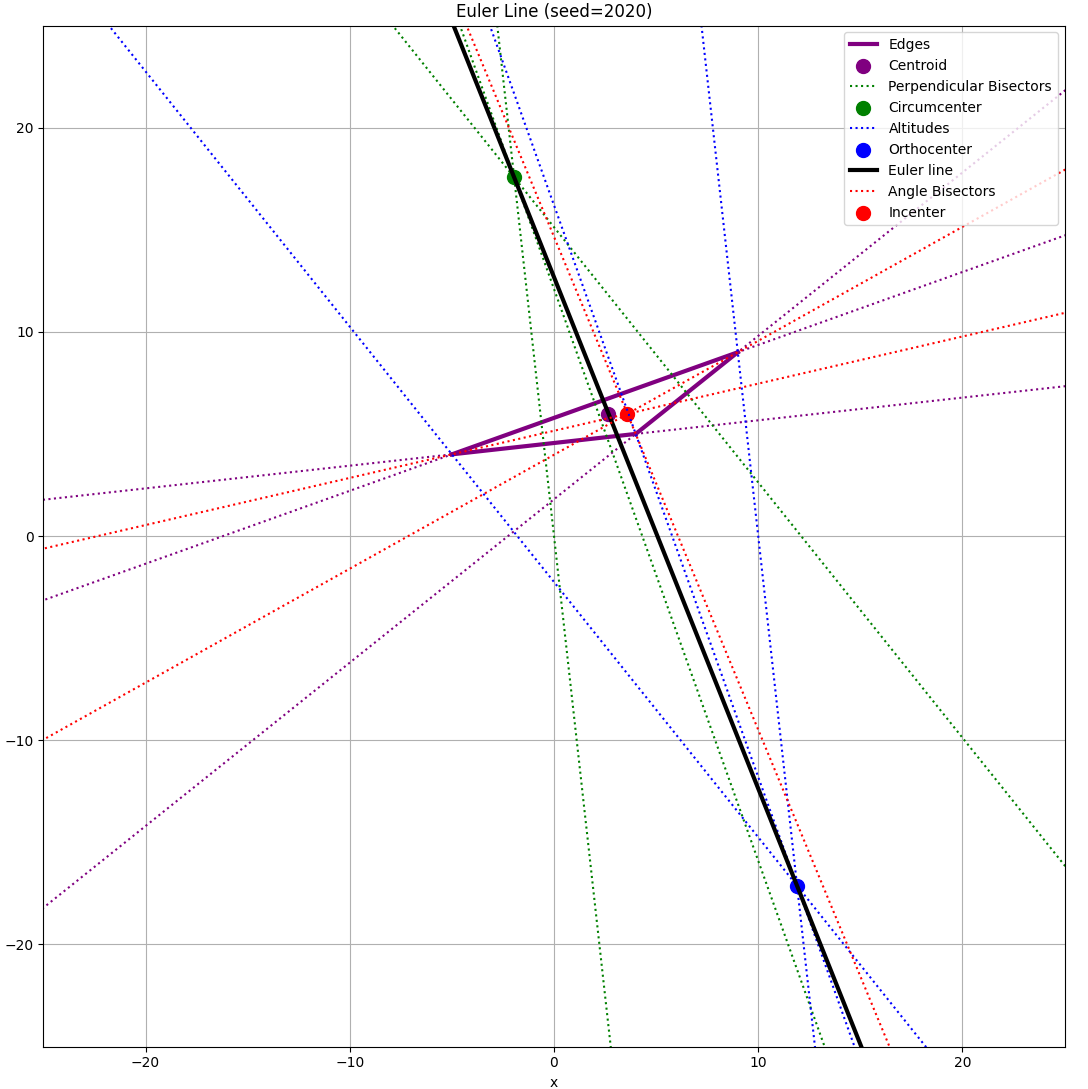 Euler Line (seed=2020)
Edges
Centroid
Perpendicular Bisectors
Circumcenter
Altitudes
Orthocenter
Euler line
Angle Bisectors
Incenter
20
10
0
−10
−20
−20 −10 0 10 20
x